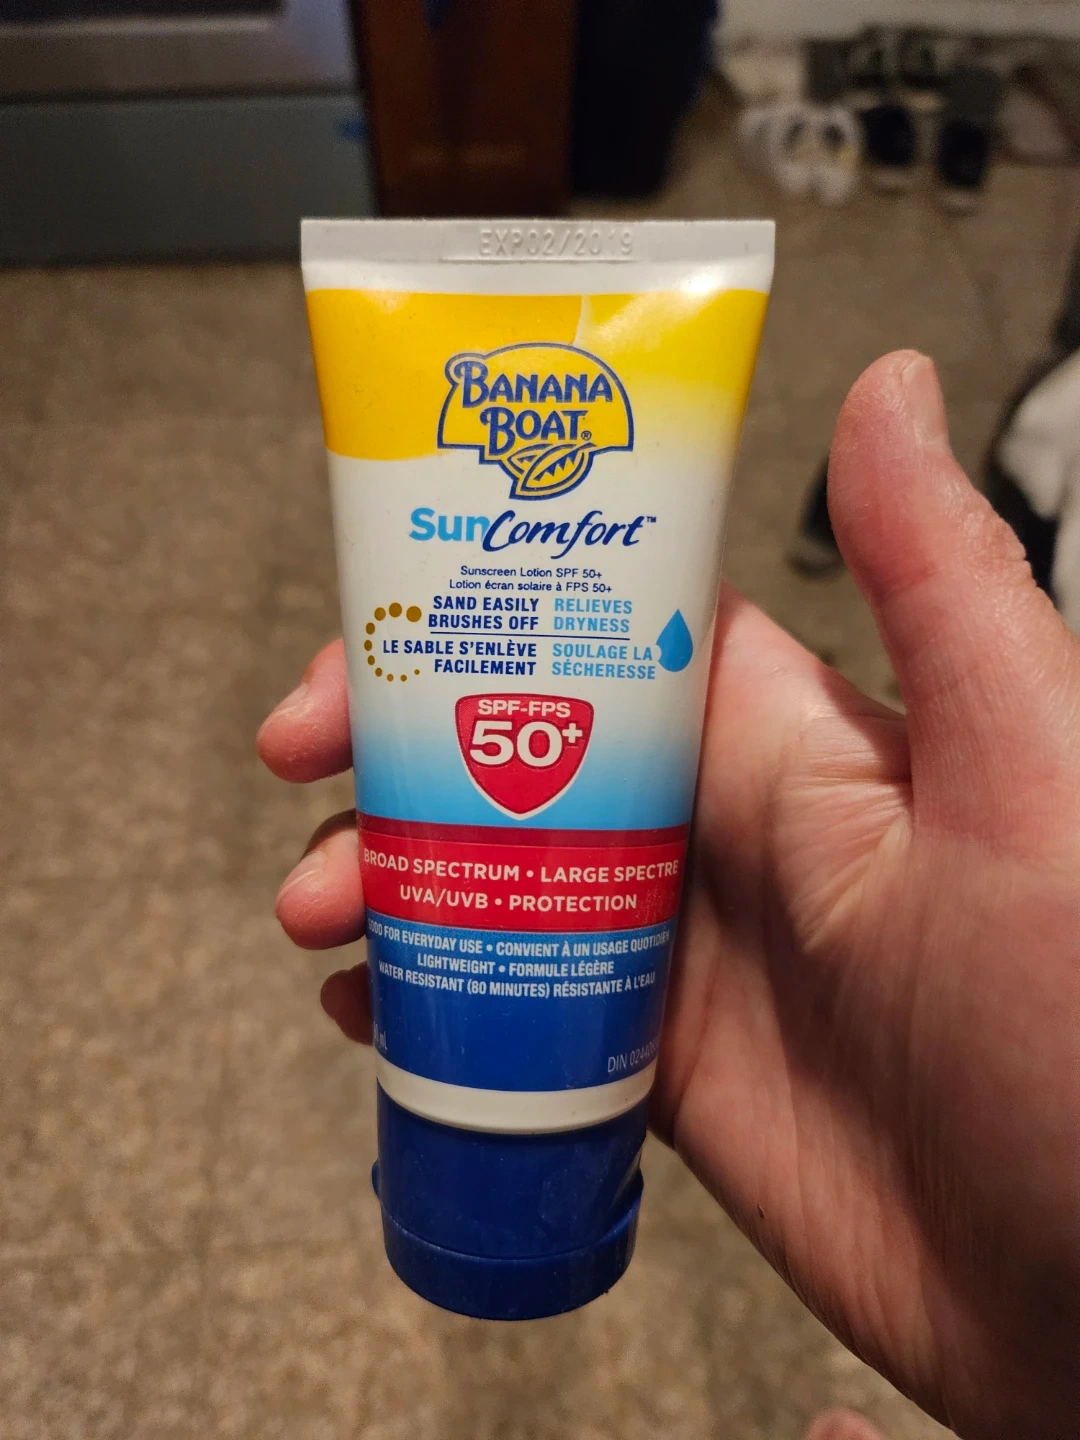 EXP02/2019
BANANA
BOAT®
SunComfort™
Sunscreen Lotion SPF 50+
Lotion écran solaire à FPS 50+
SAND EASILY
BRUSHES OFF
RELIEVES
DRYNESS
LE SABLE S'ENLÈVE
FACILEMENT
SOULAGE LA
SÉCHERESSE
SPF-FPS
50+
BROAD SPECTRUM • LARGE SPECTRE
UVA/UVB • PROTECTION
GOOD FOR EVERYDAY USE • CONVIENT À UN USAGE QUOTIDIEN
LIGHTWEIGHT • FORMULE LÉGÈRE
WATER RESISTANT (80 MINUTES) RÉSISTANTE À L'EAU
ml
DIN